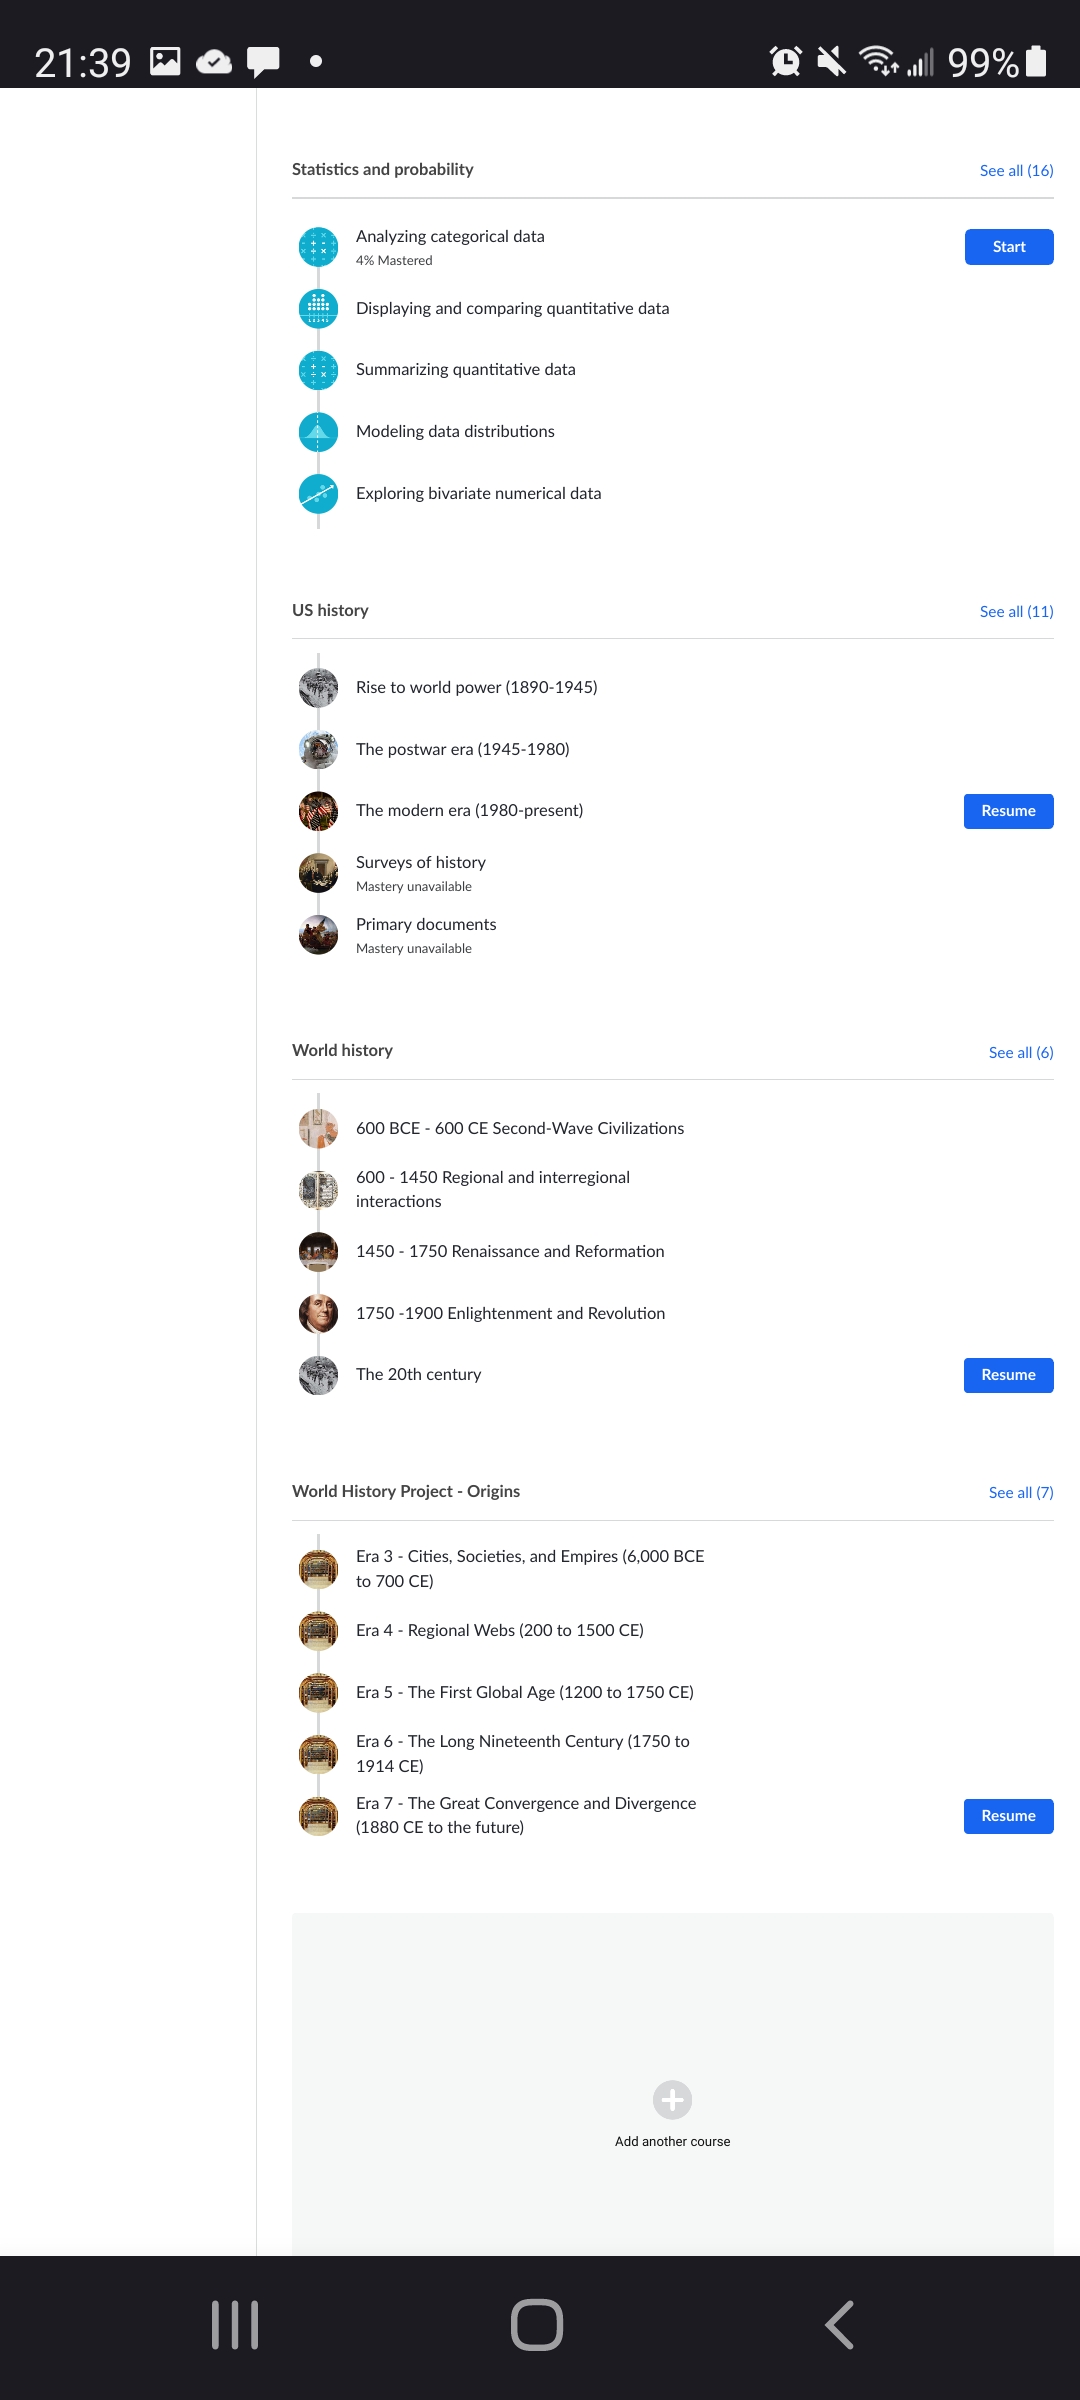 21:39
99%
Statistics and probability
See all (16)
Analyzing categorical data
Start
4% Mastered
Displaying and comparing quantitative data
Summarizing quantitative data
Modeling data distributions
Exploring bivariate numerical data
US history
See all (11)
Rise to world power (1890-1945)
The postwar era (1945-1980)
The modern era (1980-present)
Resume
Surveys of history
Mastery unavailable
Primary documents
Mastery unavailable
World history
See all (6)
600 BCE - 600 CE Second-Wave Civilizations
600 - 1450 Regional and interregional
interactions
1450 - 1750 Renaissance and Reformation
1750 -1900 Enlightenment and Revolution
The 20th century
Resume
World History Project - Origins
See all (7)
Era 3 - Cities, Societies, and Empires (6,000 BCE
to 700 CE)
Era 4 - Regional Webs (200 to 1500 CE)
Era 5 - The First Global Age (1200 to 1750 CE)
Era 6 - The Long Nineteenth Century (1750 to
1914 CE)
Era 7 - The Great Convergence and Divergence
(1880 CE to the future)
Resume
Add another course